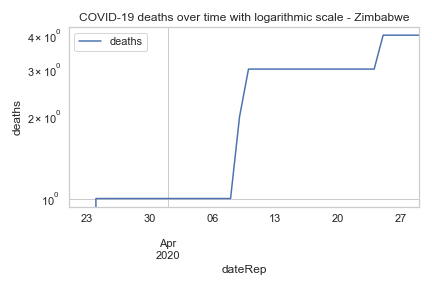 COVID-19 deaths over time with logarithmic scale - Zimbabwe
deaths
4 × 10⁰
3 × 10⁰
2 × 10⁰
10⁰
deaths
23 30 06 13 20 27
Apr
2020
dateRep